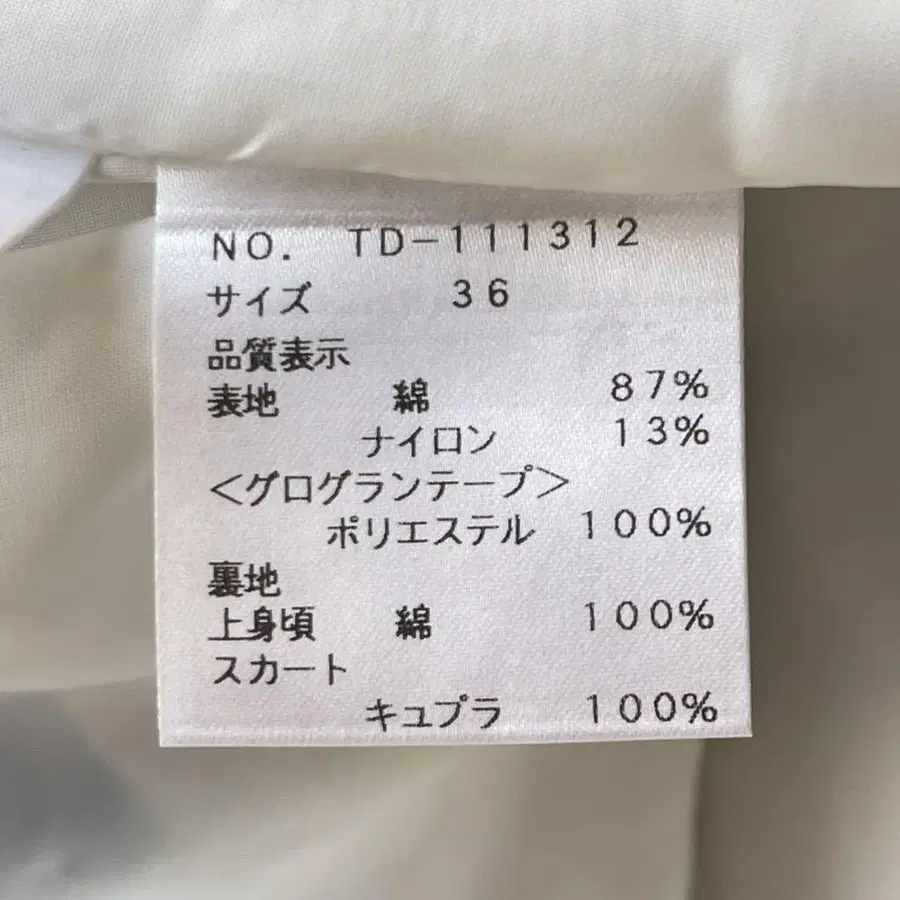 NO. TD-111312
サイズ 36
品質表示
表地 綿 87%
ナイロン 13%
<グログランテープ>
ポリエステル 100%
裏地
上身頃 綿 100%
スカート
キュプラ 100%